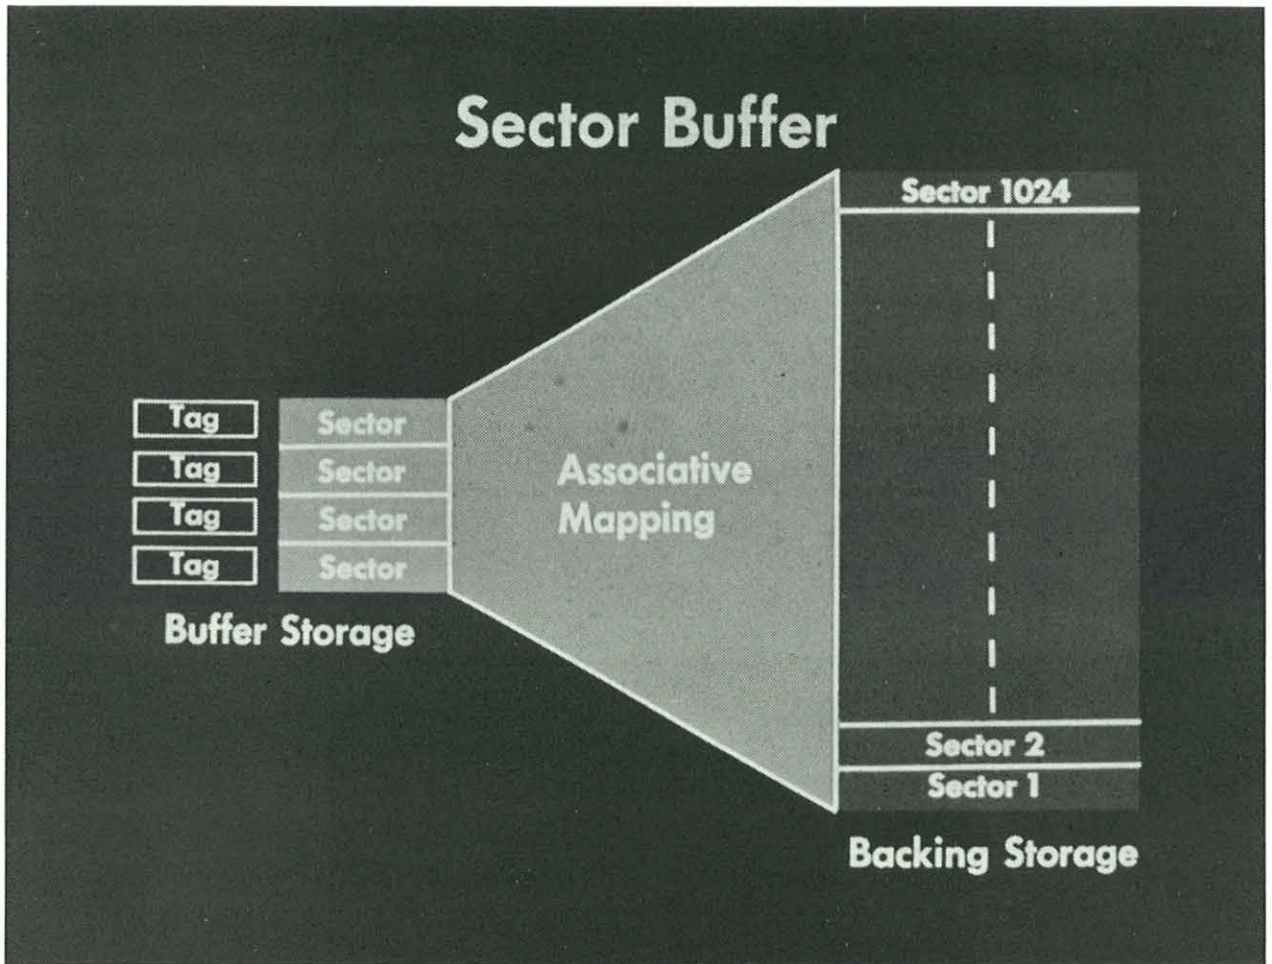 Sector Buffer
Sector 1024
Tag Sector
Tag Sector
Tag Sector
Tag Sector
Associative
Mapping
Buffer Storage
Sector 2
Sector 1
Backing Storage